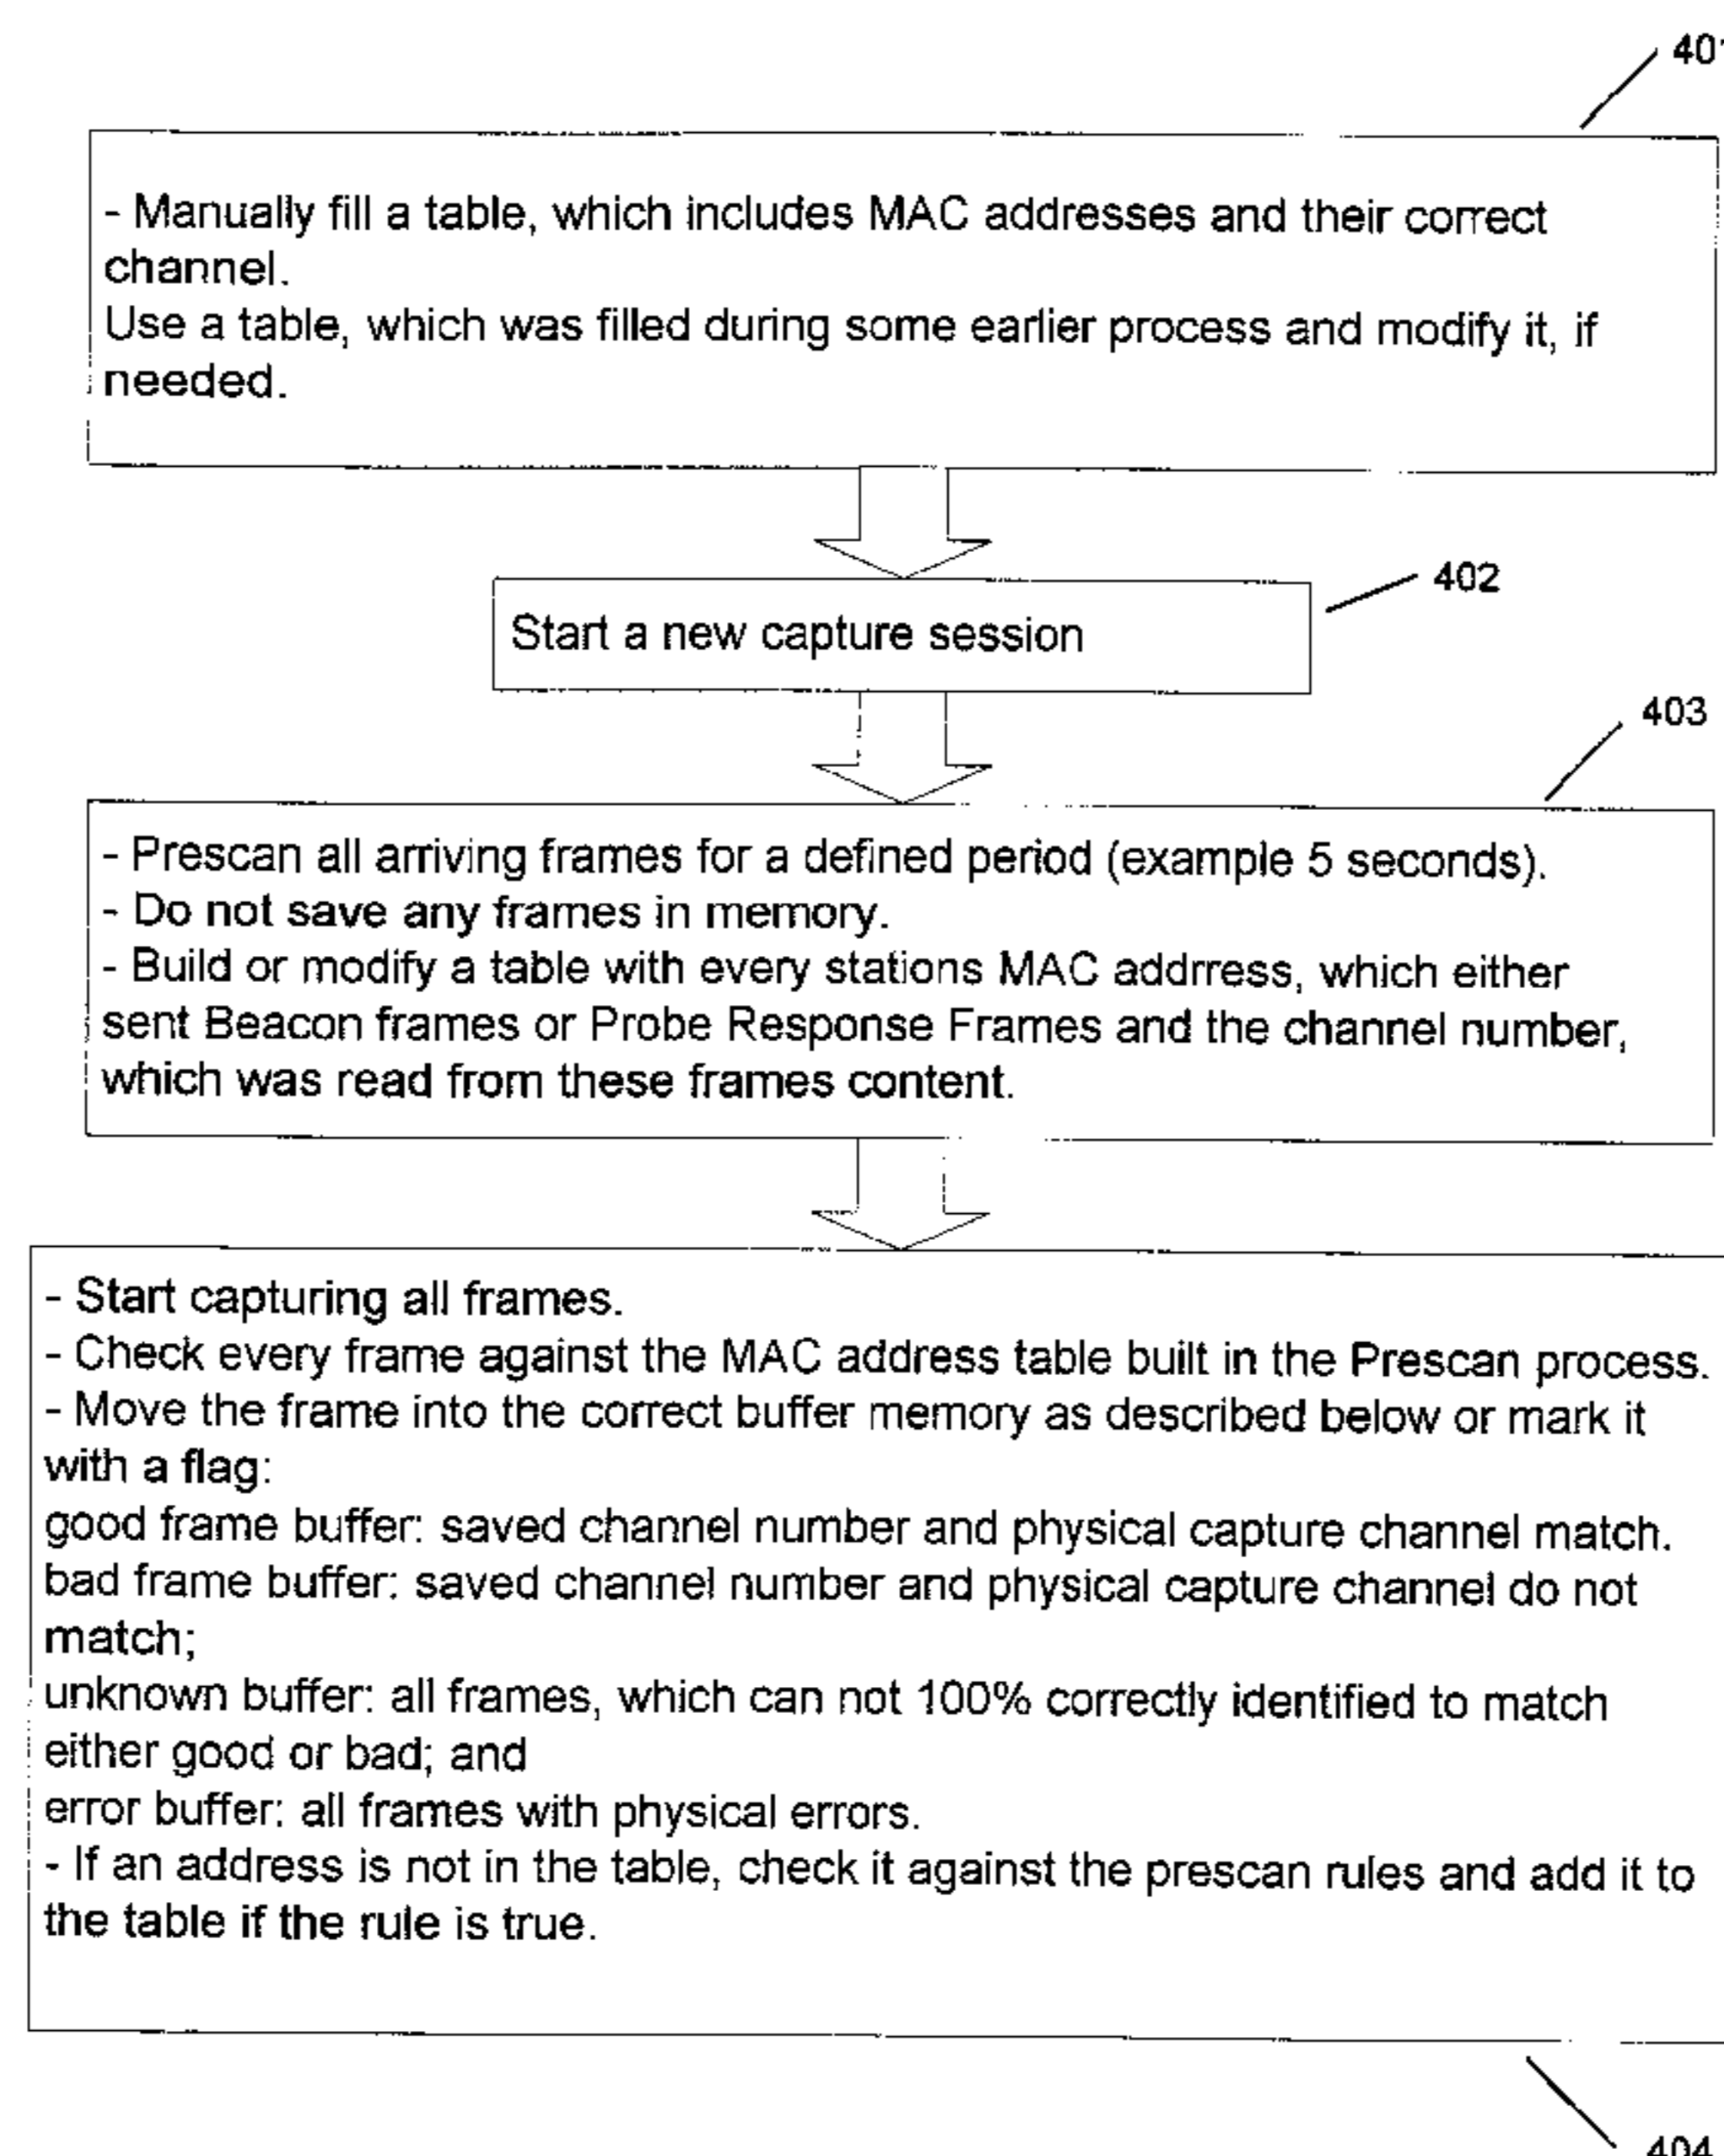 401
- Manually fill a table, which includes MAC addresses and their correct
channel.
Use a table, which was filled during some earlier process and modify it, if
needed.
402
Start a new capture session
403
- Prescan all arriving frames for a defined period (example 5 seconds).
- Do not save any frames in memory.
- Build or modify a table with every stations MAC addrress, which either
sent Beacon frames or Probe Response Frames and the channel number,
which was read from these frames content.
- Start capturing all frames.
- Check every frame against the MAC address table built in the Prescan process.
- Move the frame into the correct buffer memory as described below or mark it
with a flag:
good frame buffer: saved channel number and physical capture channel match.
bad frame buffer: saved channel number and physical capture channel do not
match;
unknown buffer: all frames, which can not 100% correctly identified to match
either good or bad; and
error buffer: all frames with physical errors.
- If an address is not in the table, check it against the prescan rules and add it to
the table if the rule is true.
404